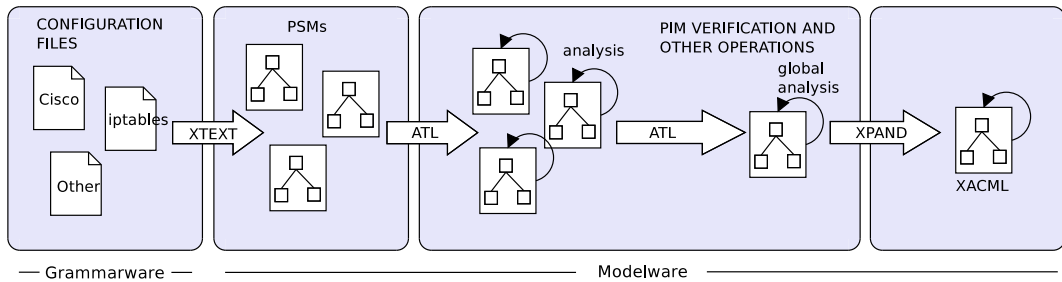 CONFIGURATION
FILES
Cisco
iptables
Other
XTEXT
PSMs
ATL
analysis
PIM VERIFICATION AND
OTHER OPERATIONS
ATL
global
analysis
XPAND
XACML
Grammarware
Modelware